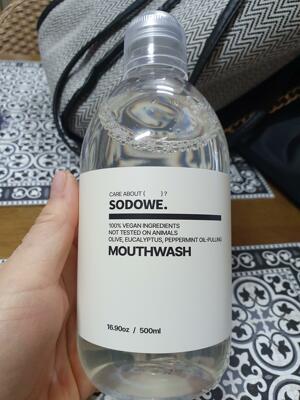 CARE ABOUT (      ) ?
SODOWE.
100% VEGAN INGREDIENTS
NOT TESTED ON ANIMALS
OLIVE, EUCALYPTUS, PEPPERMINT OIL-PULLING
MOUTHWASH
16.90oz / 500ml